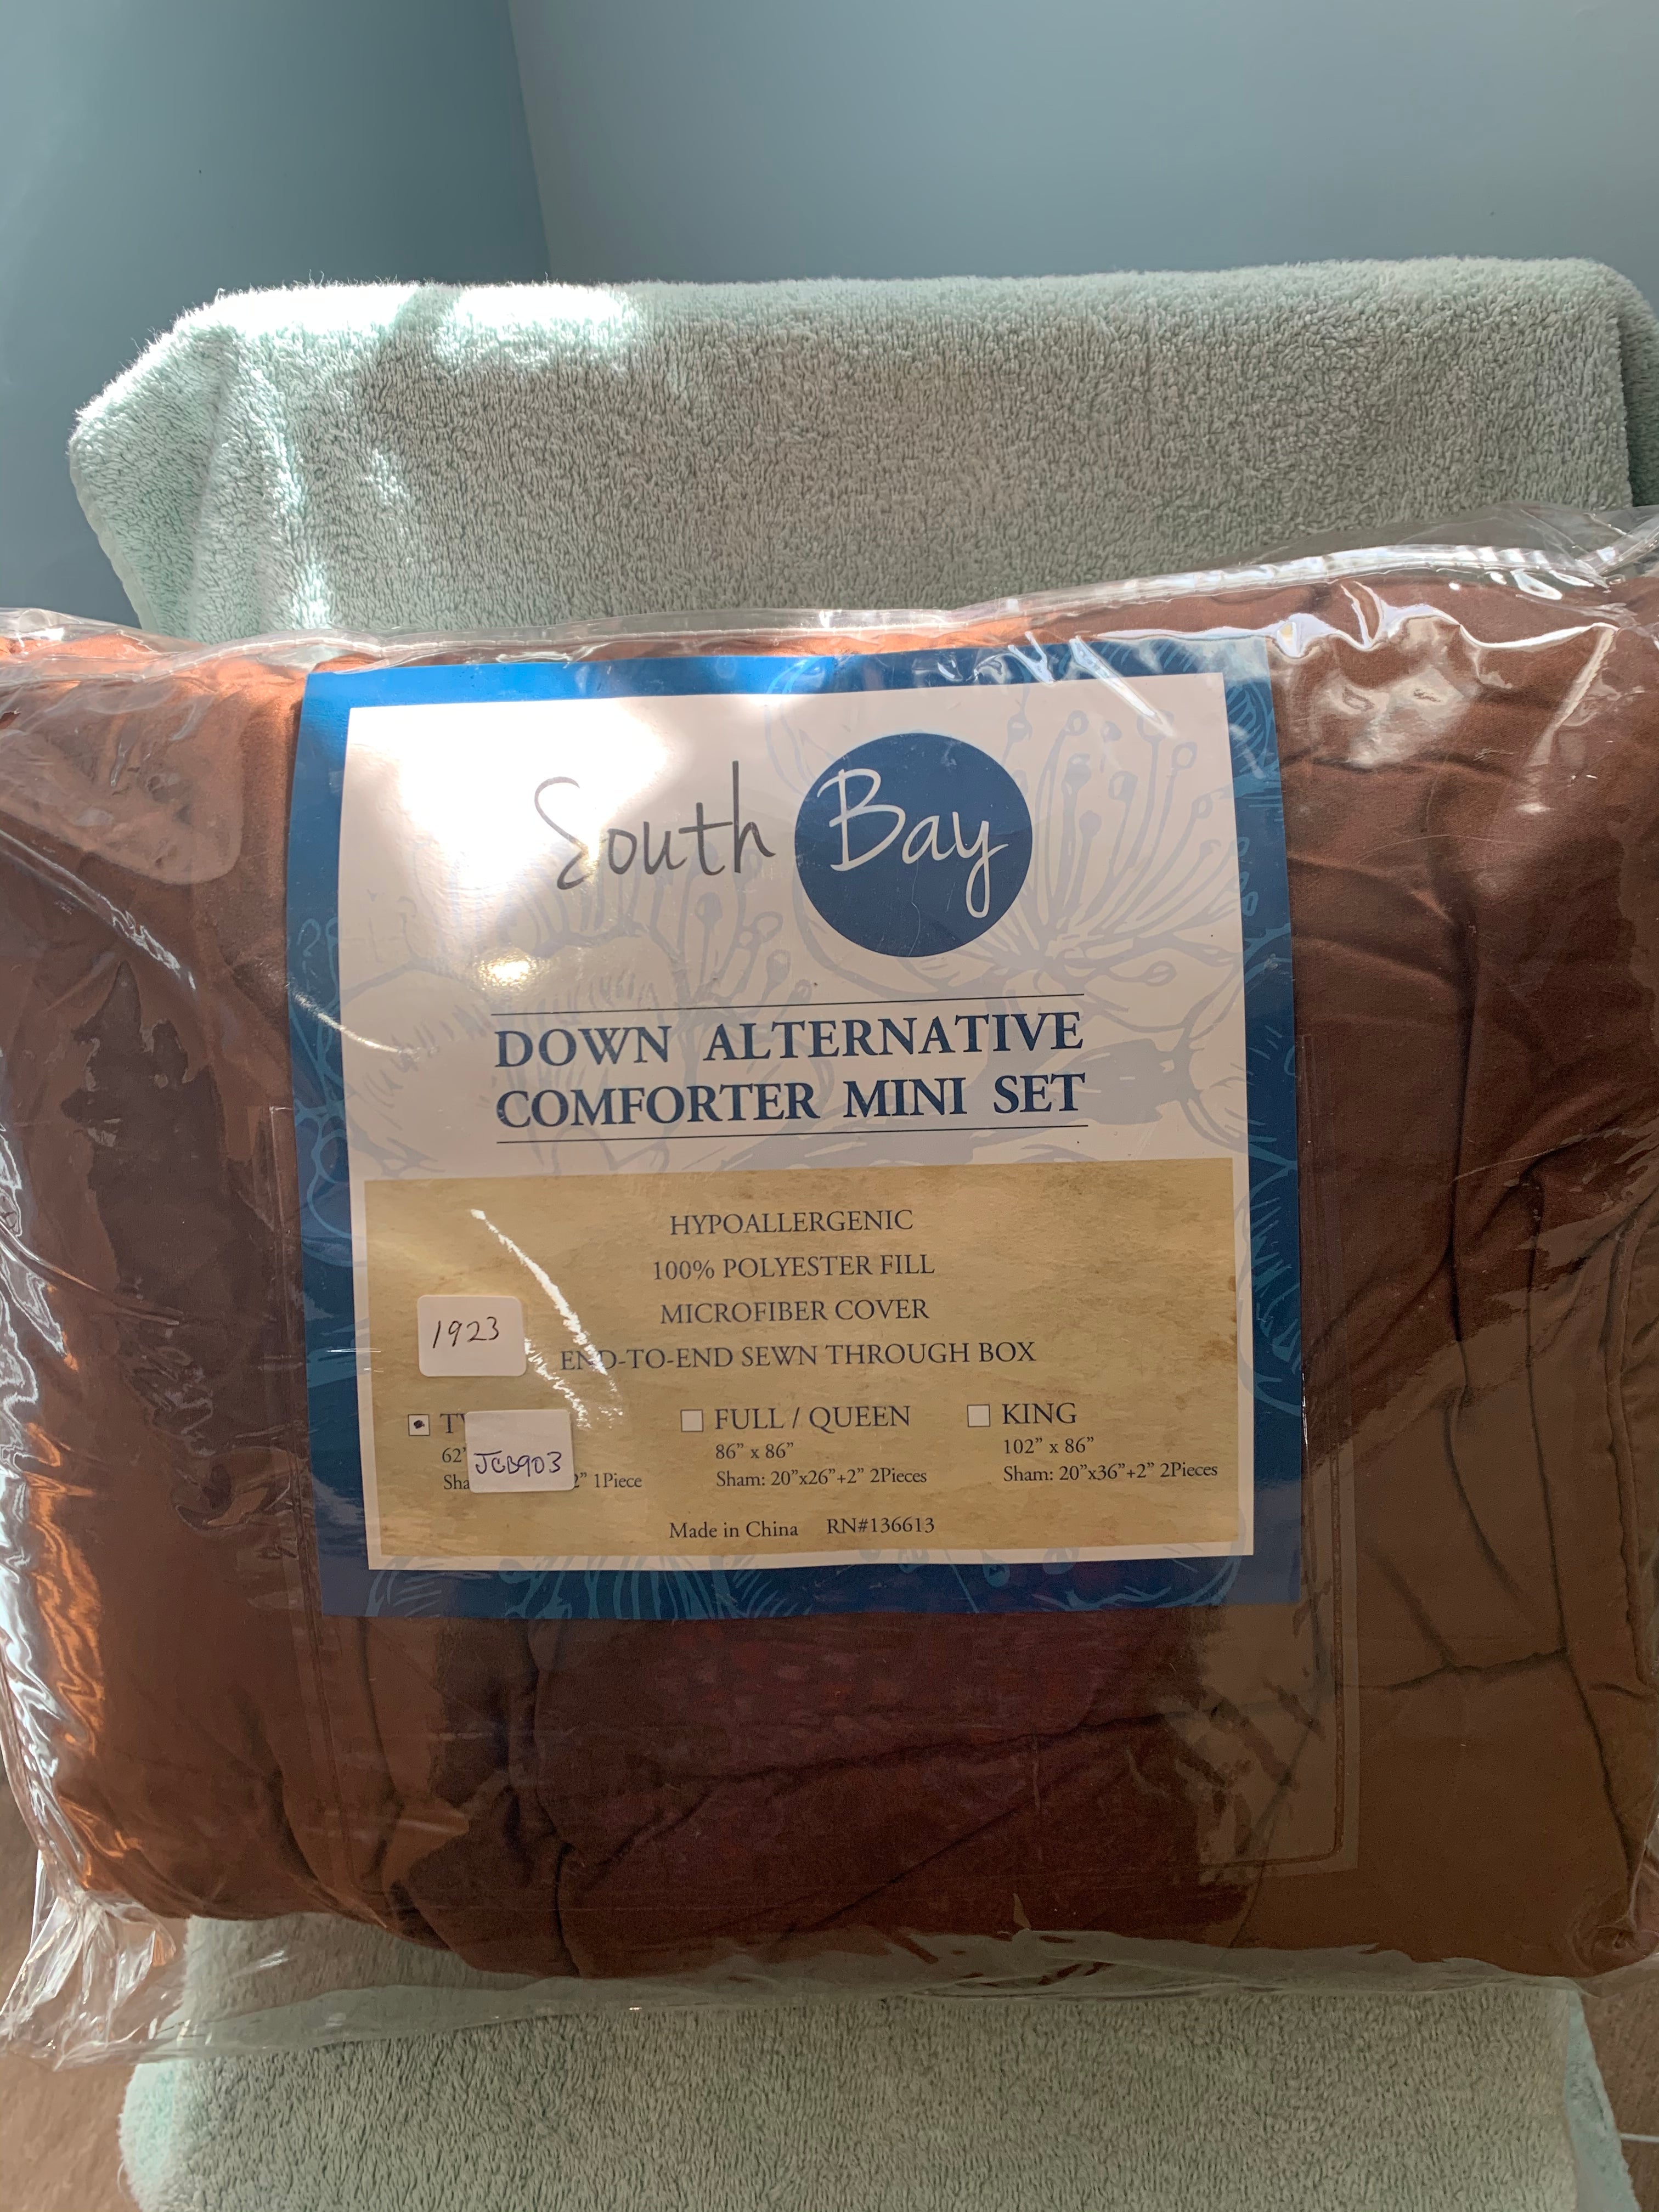 South Bay
DOWN ALTERNATIVE
COMFORTER MINI SET
HYPOALLERGENIC
100% POLYESTER FILL
MICROFIBER COVER
1923
END-TO-END SEWN THROUGH BOX
FULL / QUEEN
86” x 86”
Sham: 20”x26”+2” 2Pieces
KING
102” x 86”
Sham: 20”x36”+2” 2Pieces
62”
JCB903
2” 1Piece
Made in China RN#136613